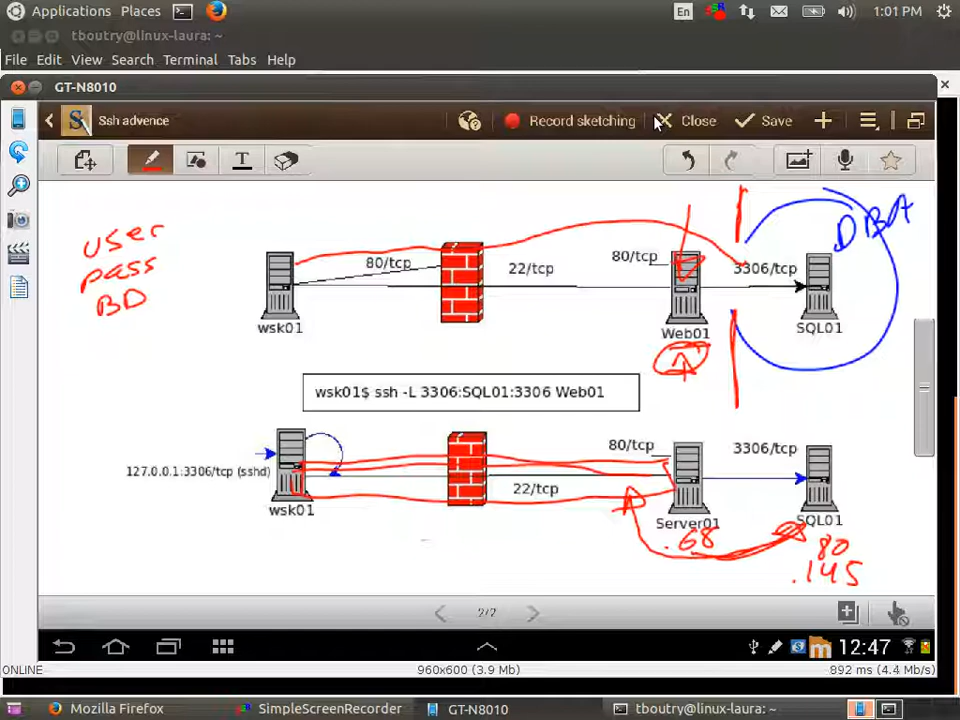 Applications Places En 1:01 PM
tboutry@linux-laura: ~
File Edit View Search Terminal Tabs Help
GT-N8010
Ssh advence Record sketching Close Save
DBA
user
pass
BD
80/tcp 22/tcp 80/tcp 3306/tcp
wsk01 Web01 SQL01
wsk01$ ssh -L 3306:SQL01:3306 Web01
80/tcp 3306/tcp
127.0.0.1:3306/tcp (sshd)
22/tcp
wsk01 Server01 SQL01
.68 80
.145
2/2
12:47
ONLINE 960x600 (3.9 Mb) 892 ms (4.4 Mb/s)
Mozilla Firefox SimpleScreenRecorder GT-N8010 tboutry@linux-laura: ~